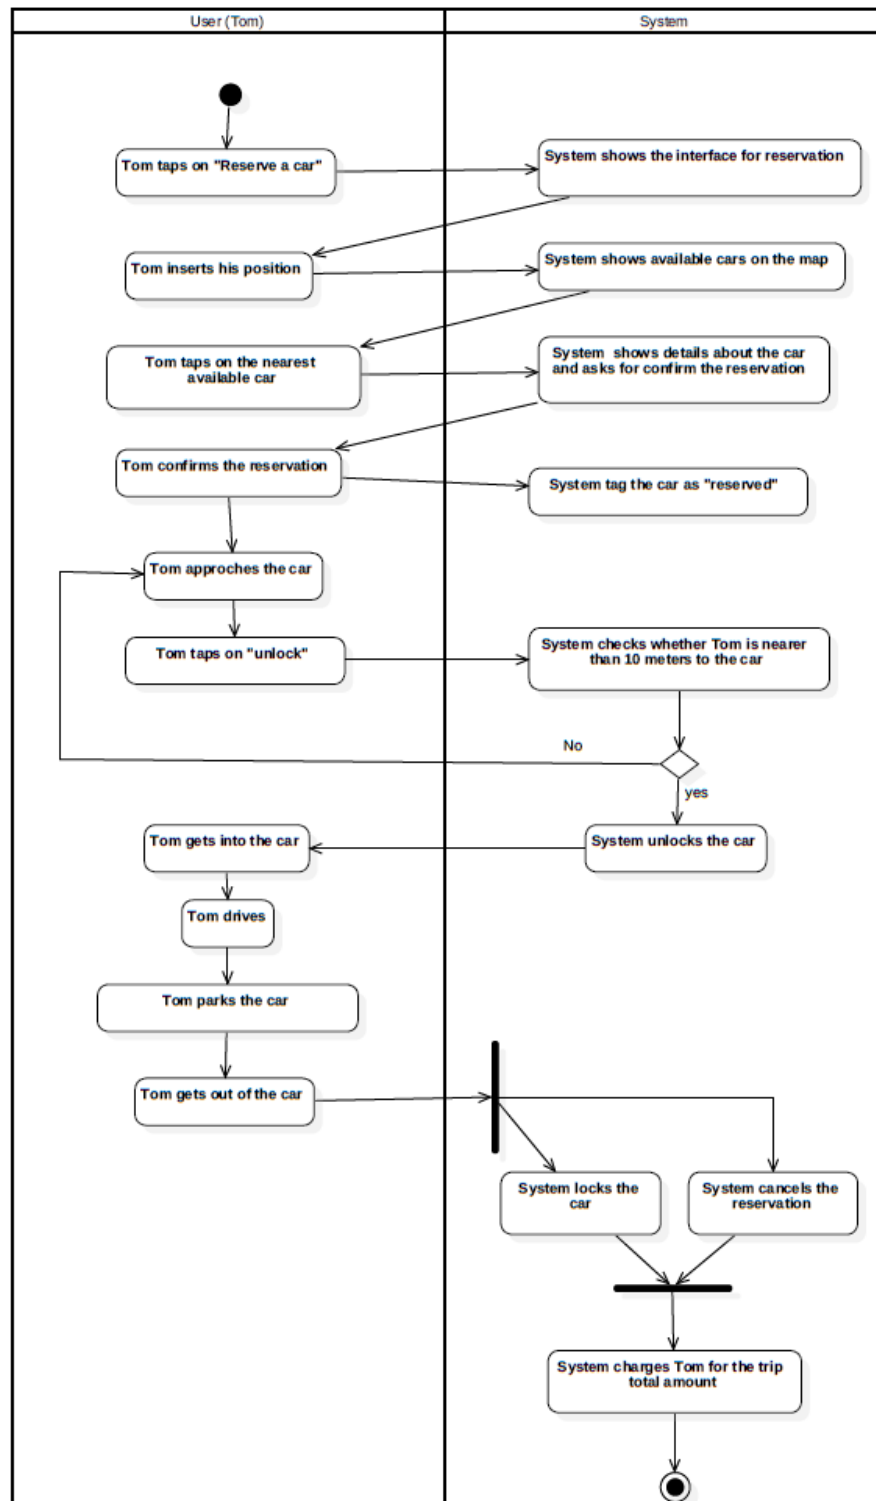 User (Tom)
System
Tom taps on "Reserve a car"
System shows the interface for reservation
Tom inserts his position
System shows available cars on the map
Tom taps on the nearest
available car
System shows details about the car
and asks for confirm the reservation
Tom confirms the reservation
System tag the car as "reserved"
Tom approches the car
Tom taps on "unlock"
System checks whether Tom is nearer
than 10 meters to the car
No
yes
Tom gets into the car
System unlocks the car
Tom drives
Tom parks the car
Tom gets out of the car
System locks the
car
System cancels the
reservation
System charges Tom for the trip
total amount